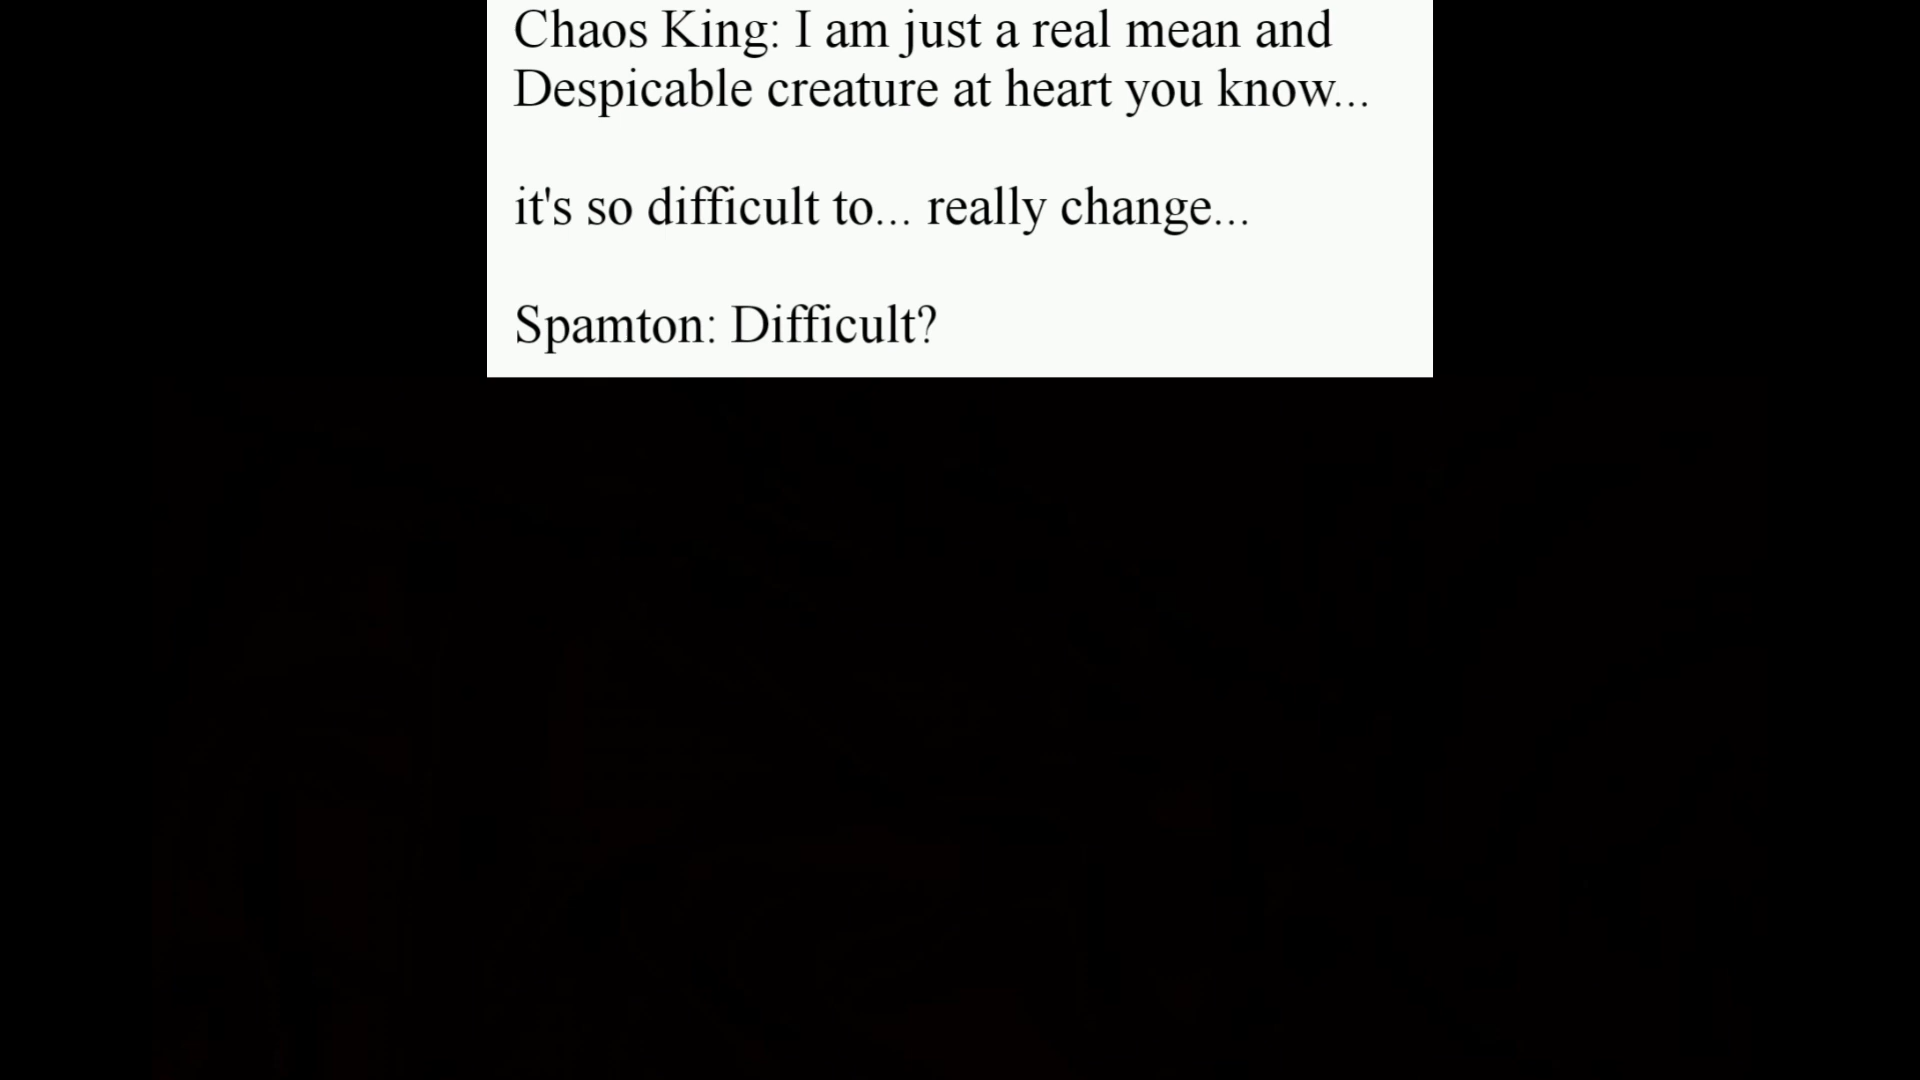 Chaos King: I am just a real mean and
Despicable creature at heart you know...
it's so difficult to... really change...
Spamton: Difficult?